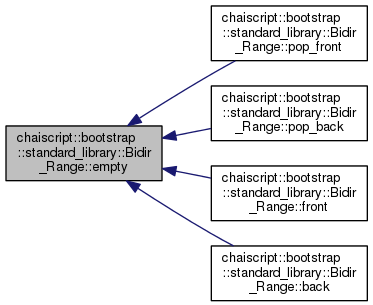 chaiscript::bootstrap
::standard_library::Bidir
_Range::pop_front
chaiscript::bootstrap
::standard_library::Bidir
_Range::pop_back
chaiscript::bootstrap
::standard_library::Bidir
_Range::empty
chaiscript::bootstrap
::standard_library::Bidir
_Range::front
chaiscript::bootstrap
::standard_library::Bidir
_Range::back